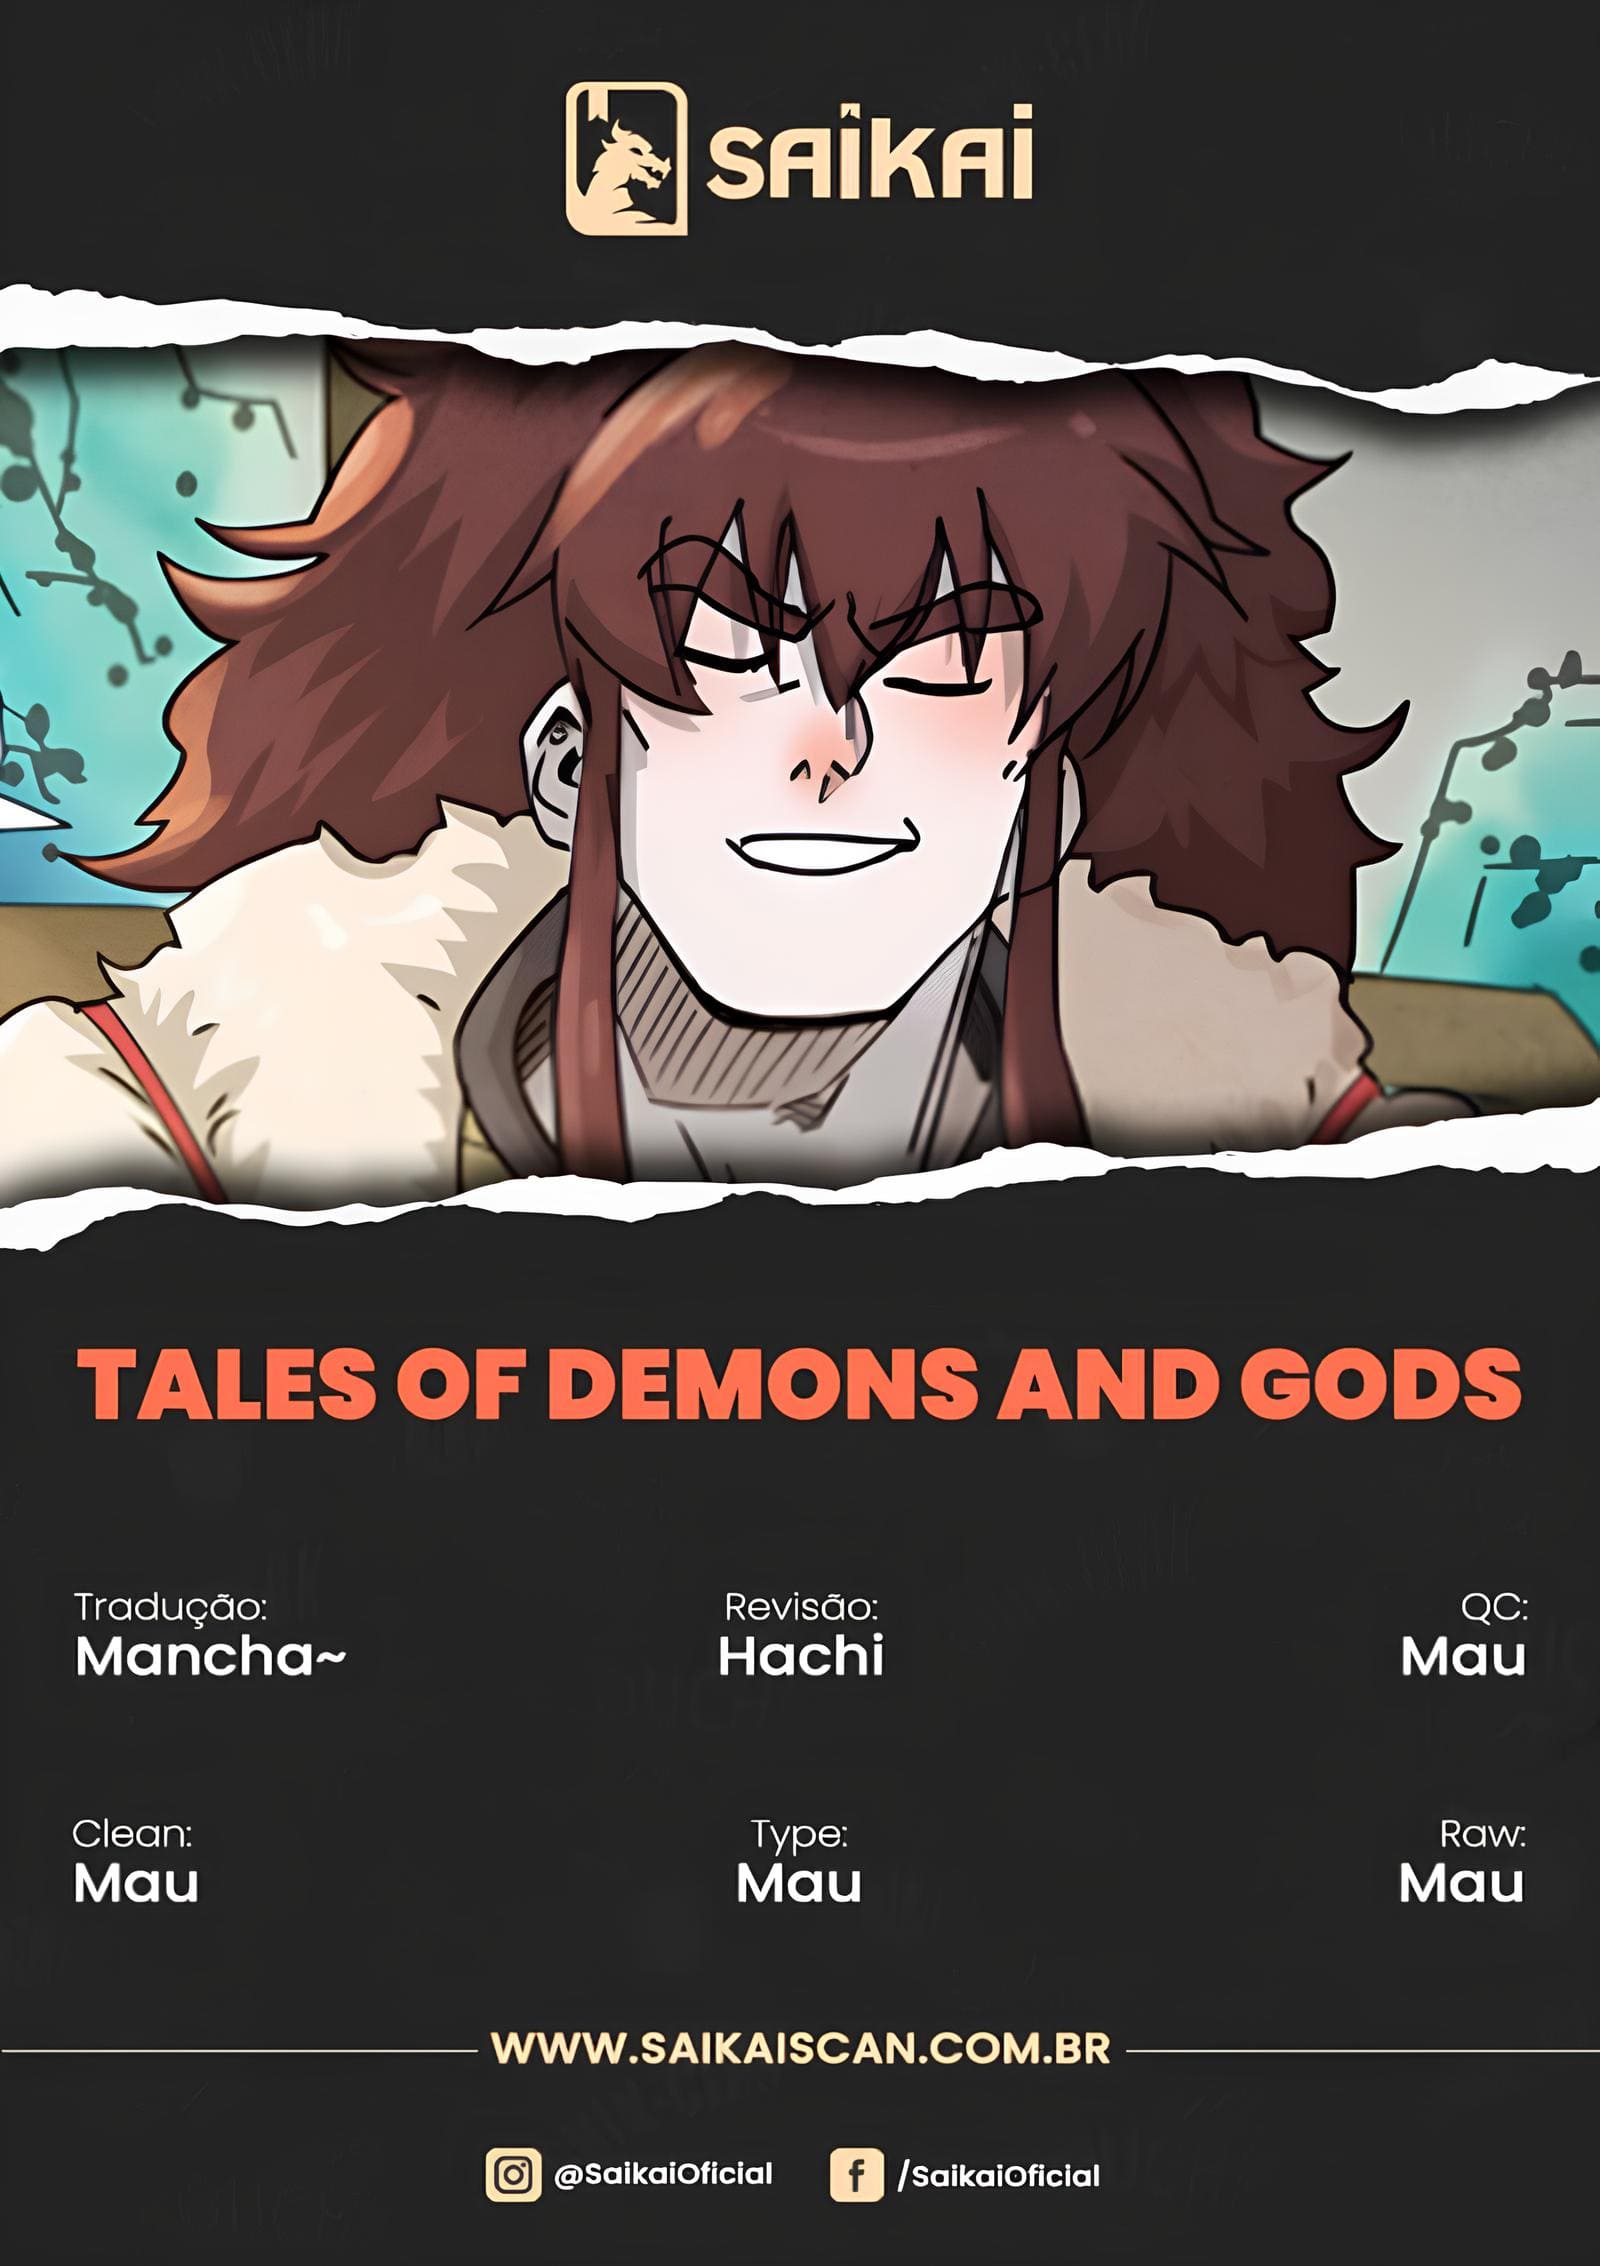 SAIKAI
TALES OF DEMONS AND GODS
Tradução:
Mancha~
Revisão:
Hachi
QC:
Mau
Clean:
Mau
Type:
Mau
Raw:
Mau
WWW.SAIKAISCAN.COM.BR
@SaikaiOficial
/SaikaiOficial